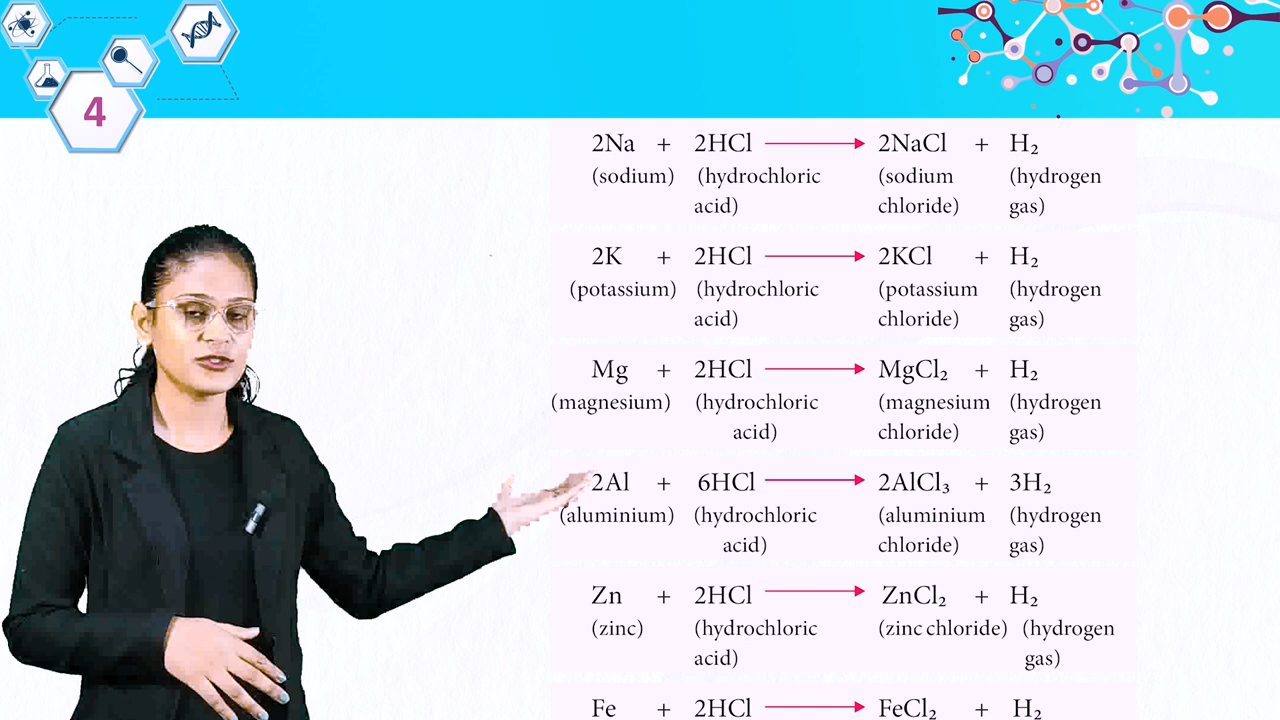 4
2Na + 2HCl ⟶ 2NaCl + H₂
(sodium) (hydrochloric (sodium (hydrogen
acid) chloride) gas)
2K + 2HCl ⟶ 2KCl + H₂
(potassium) (hydrochloric (potassium (hydrogen
acid) chloride) gas)
Mg + 2HCl ⟶ MgCl₂ + H₂
(magnesium) (hydrochloric (magnesium (hydrogen
acid) chloride) gas)
2Al + 6HCl ⟶ 2AlCl₃ + 3H₂
(aluminium) (hydrochloric (aluminium (hydrogen
acid) chloride) gas)
Zn + 2HCl ⟶ ZnCl₂ + H₂
(zinc) (hydrochloric (zinc chloride) (hydrogen
acid) gas)
Fe + 2HCl ⟶ FeCl₂ + H₂